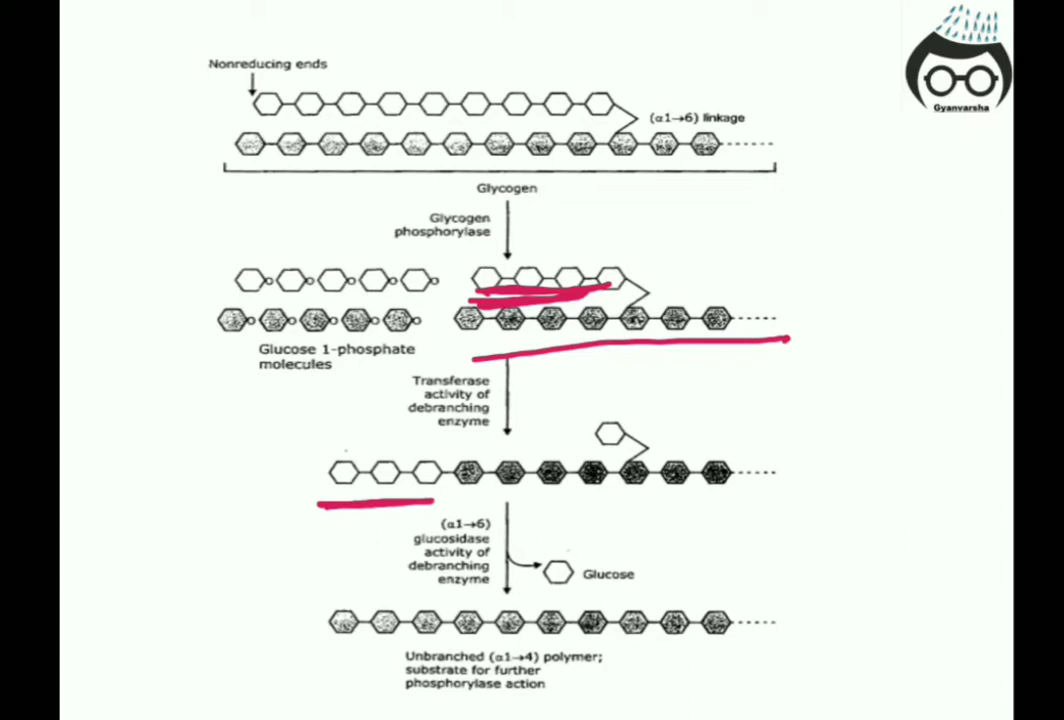 Nonreducing ends
(α1→6) linkage
Glycogen
Glycogen
phosphorylase
Glucose 1-phosphate
molecules
Transferase
activity of
debranching
enzyme
(α1→6)
glucosidase
activity of
debranching
enzyme
Glucose
Unbranched (α1→4) polymer;
substrate for further
phosphorylase action
Gyanvarsha